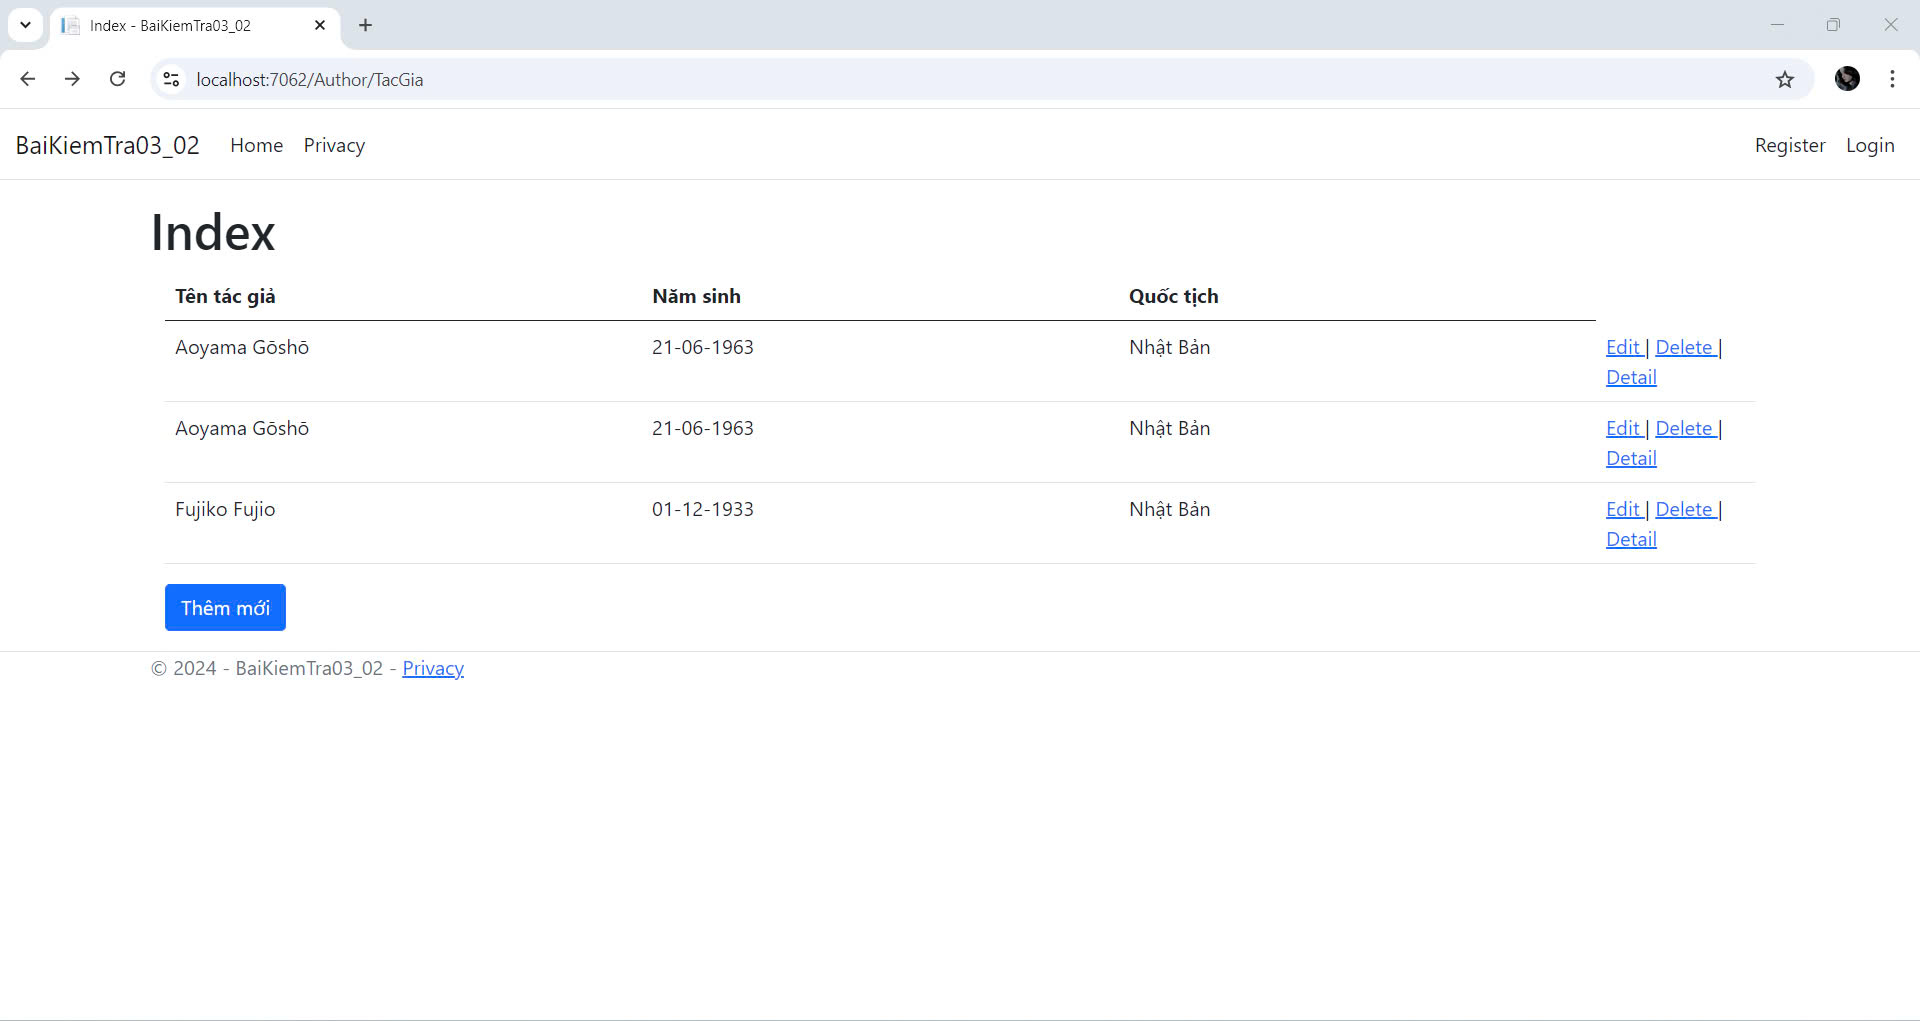 Index - BaiKiemTra03_02
localhost:7062/Author/TacGia
BaiKiemTra03_02 Home Privacy Register Login
Index
Tên tác giả Năm sinh Quốc tịch
Aoyama Gōshō 21-06-1963 Nhật Bản Edit | Delete |
Detail
Aoyama Gōshō 21-06-1963 Nhật Bản Edit | Delete |
Detail
Fujiko Fujio 01-12-1933 Nhật Bản Edit | Delete |
Detail
Thêm mới
© 2024 - BaiKiemTra03_02 - Privacy